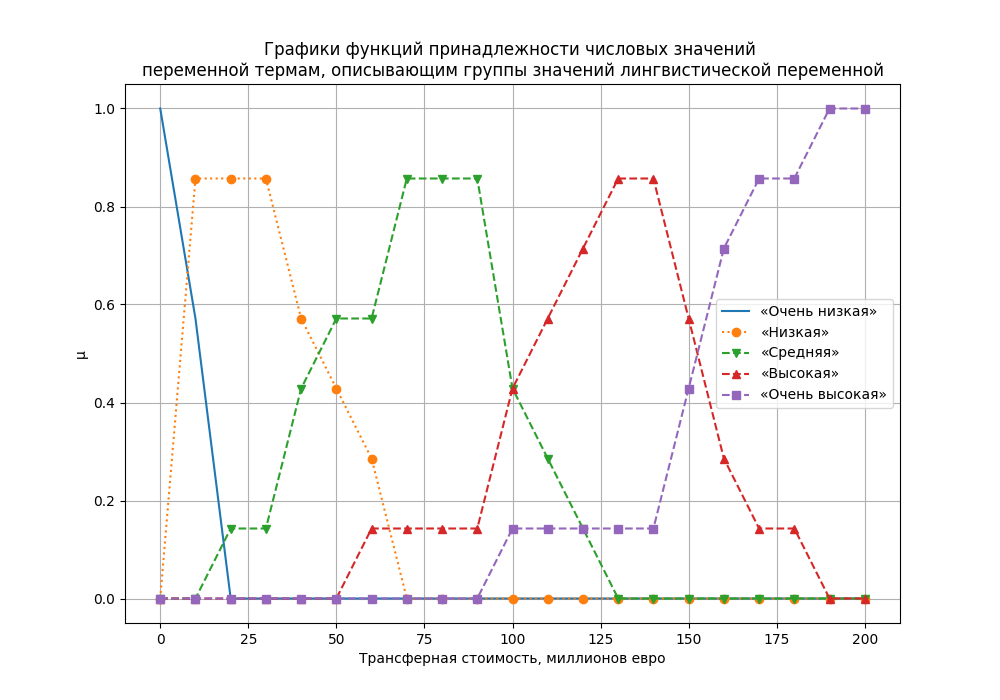 Графики функций принадлежности числовых значений
переменной термам, описывающим группы значений лингвистической переменной
1.0
0.8
0.6
0.4
0.2
0.0
µ
«Очень низкая»
«Низкая»
«Средняя»
«Высокая»
«Очень высокая»
0 25 50 75 100 125 150 175 200
Трансферная стоимость, миллионов евро